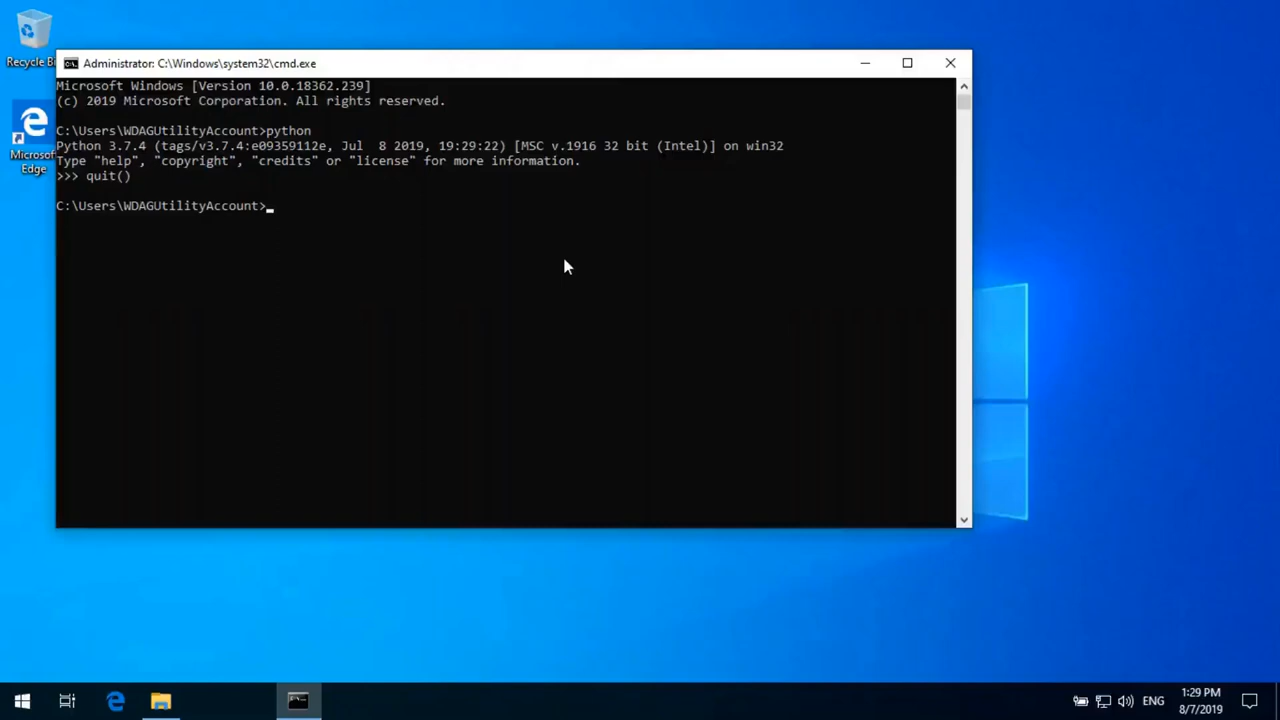 Recycle Bi
Microsof
Edge
Administrator: C:\Windows\system32\cmd.exe
Microsoft Windows [Version 10.0.18362.239]
(c) 2019 Microsoft Corporation. All rights reserved.
C:\Users\WDAGUtilityAccount>python
Python 3.7.4 (tags/v3.7.4:e09359112e, Jul  8 2019, 19:29:22) [MSC v.1916 32 bit (Intel)] on win32
Type "help", "copyright", "credits" or "license" for more information.
>>> quit()
C:\Users\WDAGUtilityAccount>_
ENG
1:29 PM
8/7/2019